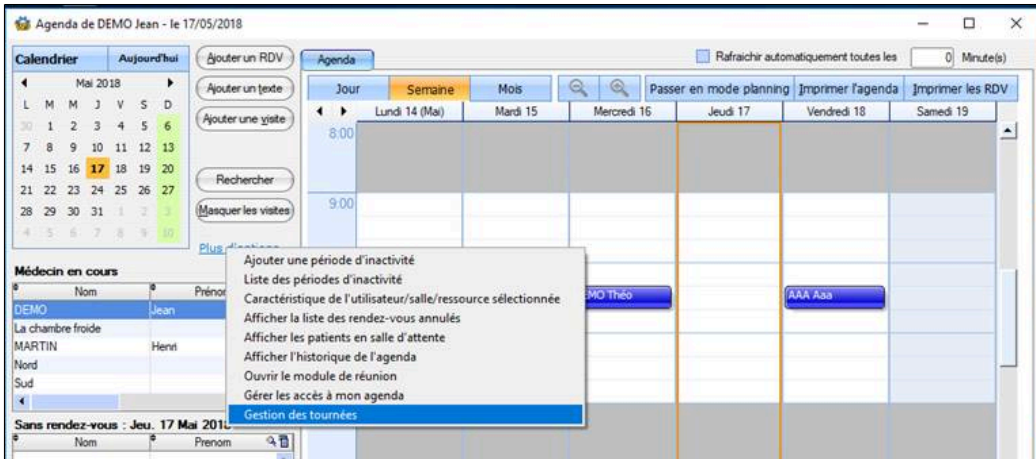 Agenda de DEMO Jean - le 17/05/2018
Calendrier Aujourd'hui
Mai 2018
L M M J V S D
30 1 2 3 4 5 6
7 8 9 10 11 12 13
14 15 16 17 18 19 20
21 22 23 24 25 26 27
28 29 30 31 1 2 3
4 5 6 7 8 9 10
Ajouter un RDV
Ajouter un texte
Ajouter une visite
Rechercher
Masquer les visites
Plus d'options
Agenda
Rafraichir automatiquement toutes les 0 Minute(s)
Jour Semaine Mois Passer en mode planning Imprimer l'agenda Imprimer les RDV
Lundi 14 (Mai) Mardi 15 Mercredi 16 Jeudi 17 Vendredi 18 Samedi 19
8:00
9:00
MO Théo AAA Aaa
Médecin en cours
Nom Prénor
DEMO Jean
La chambre froide
MARTIN Henri
Nord
Sud
Ajouter une période d'inactivité
Liste des périodes d'inactivité
Caractéristique de l'utilisateur/salle/ressource sélectionnée
Afficher la liste des rendez-vous annulés
Afficher les patients en salle d'attente
Afficher l'historique de l'agenda
Ouvrir le module de réunion
Gérer les accès à mon agenda
Gestion des tournées
Sans rendez-vous : Jeu. 17 Mai 2018
Nom Prenom